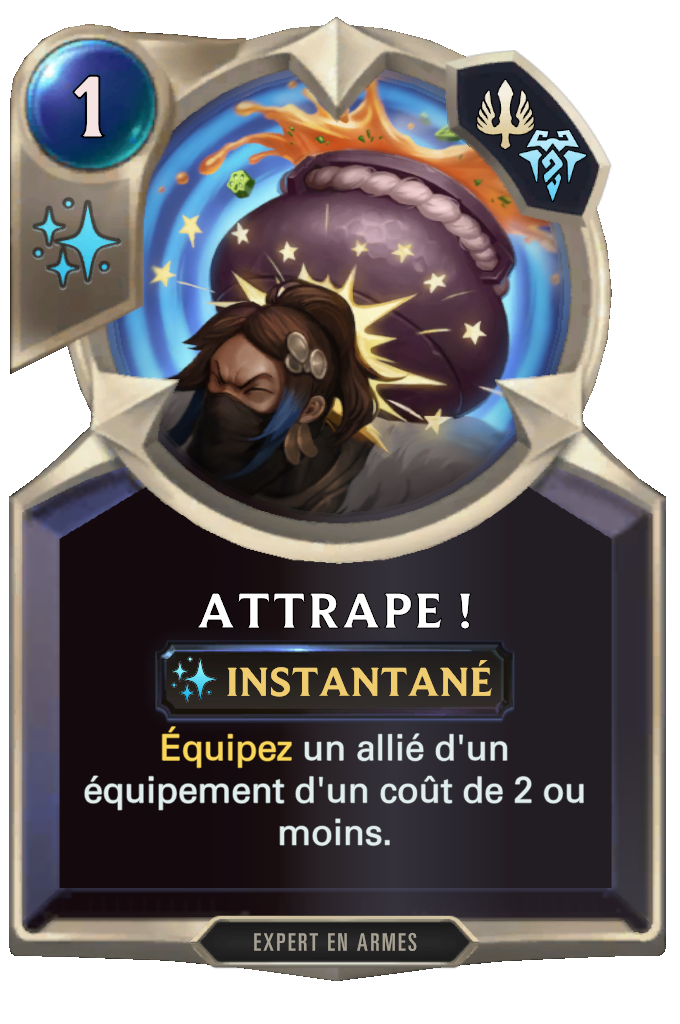 1
ATTRAPE !
INSTANTANÉ
Équipez un allié d'un
équipement d'un coût de 2 ou
moins.
EXPERT EN ARMES